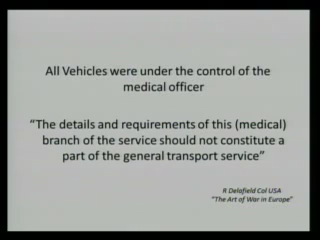 All Vehicles were under the control of the
medical officer
“The details and requirements of this (medical)
branch of the service should not constitute a
part of the general transport service”
R Delafield Col USA
“The Art of War in Europe”